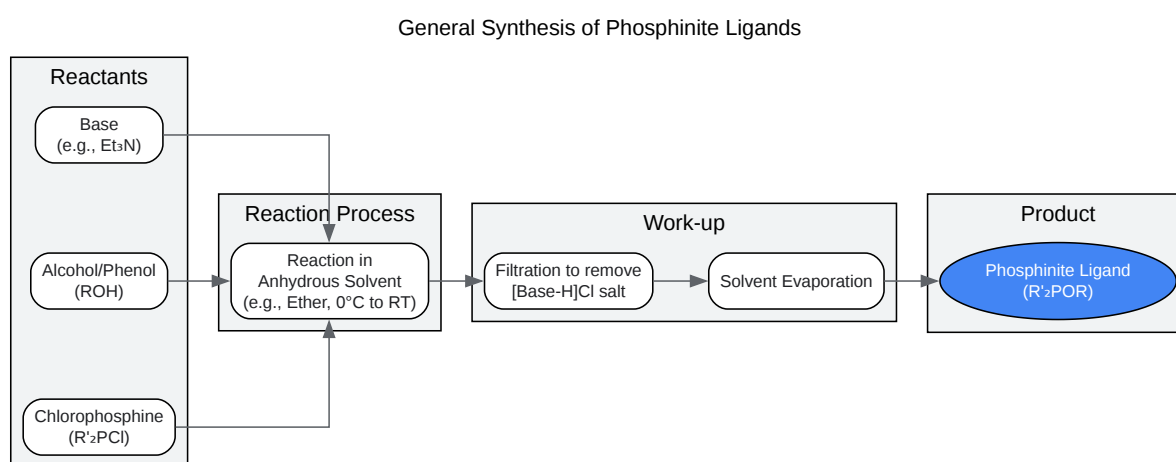 General Synthesis of Phosphinite Ligands
Reactants
Base
(e.g., Et₃N)
Alcohol/Phenol
(ROH)
Chlorophosphine
(R'₂PCl)
Reaction Process
Reaction in
Anhydrous Solvent
(e.g., Ether, 0°C to RT)
Work-up
Filtration to remove
[Base-H]Cl salt
Solvent Evaporation
Product
Phosphinite Ligand
(R'₂POR)